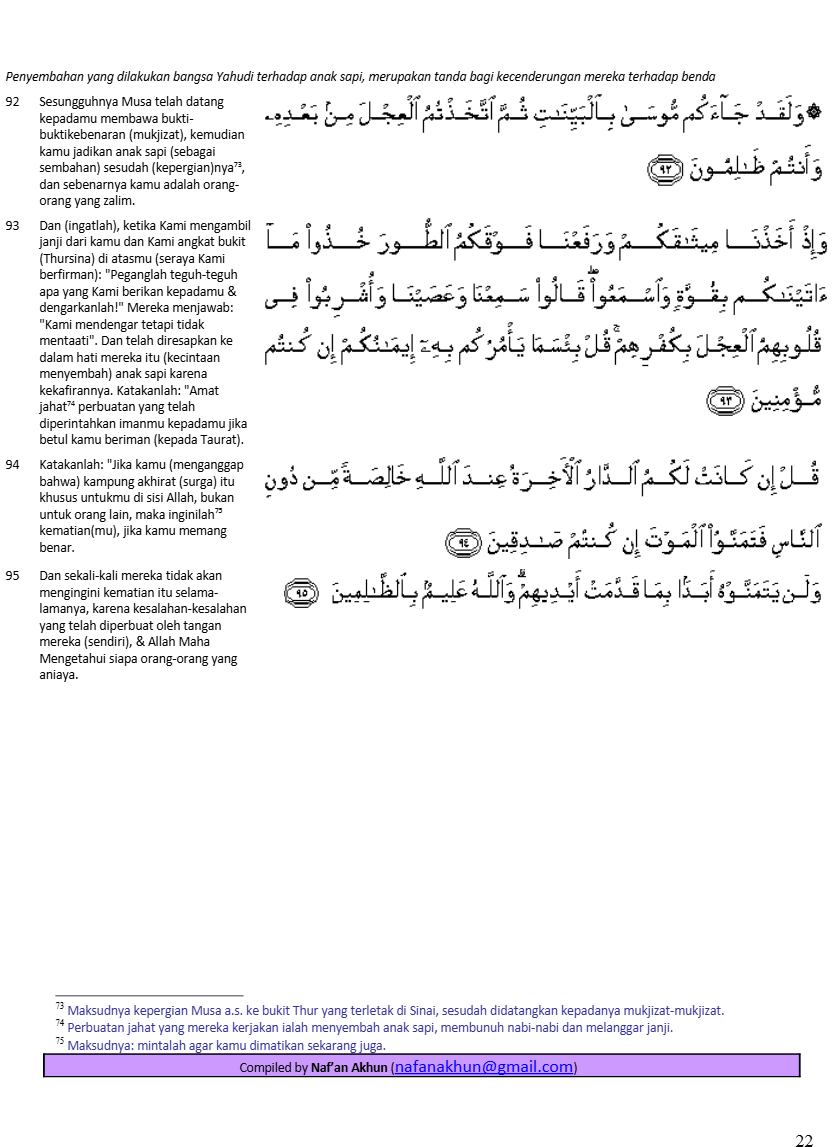 Penyembahan yang dilakukan bangsa Yahudi terhadap anak sapi, merupakan tanda bagi kecenderungan mereka terhadap benda
92 Sesungguhnya Musa telah datang
kepadamu membawa bukti-
buktikebenaran (mukjizat), kemudian
kamu jadikan anak sapi (sebagai
sembahan) sesudah (kepergian)nya73,
dan sebenarnya kamu adalah orang-
orang yang zalim.
۞وَلَقَدْ جَآءَكُم مُّوسَىٰ بِٱلْبَيِّنَٰتِ ثُمَّ ٱتَّخَذْتُمُ ٱلْعِجْلَ مِنۢ بَعْدِهِۦ
وَأَنتُمْ ظَٰلِمُونَ ٩٢
93 Dan (ingatlah), ketika Kami mengambil
janji dari kamu dan Kami angkat bukit
(Thursina) di atasmu (seraya Kami
berfirman): "Peganglah teguh-teguh
apa yang Kami berikan kepadamu &
dengarkanlah!" Mereka menjawab:
"Kami mendengar tetapi tidak
mentaati". Dan telah diresapkan ke
dalam hati mereka itu (kecintaan
menyembah) anak sapi karena
kekafirannya. Katakanlah: "Amat
jahat74 perbuatan yang telah
diperintahkan imanmu kepadamu jika
betul kamu beriman (kepada Taurat).
وَإِذْ أَخَذْنَا مِيثَٰقَكُمْ وَرَفَعْنَا فَوْقَكُمُ ٱلطُّورَ خُذُوا۟ مَآ
ءَاتَيْنَٰكُم بِقُوَّةٍ وَٱسْمَعُوا۟ ۖ قَالُوا۟ سَمِعْنَا وَعَصَيْنَا وَأُشْرِبُوا۟ فِى
قُلُوبِهِمُ ٱلْعِجْلَ بِكُفْرِهِمْ ۚ قُلْ بِئْسَمَا يَأْمُرُكُم بِهِۦٓ إِيمَٰنُكُمْ إِن كُنتُم
مُّؤْمِنِينَ ٩٣
94 Katakanlah: "Jika kamu (menganggap
bahwa) kampung akhirat (surga) itu
khusus untukmu di sisi Allah, bukan
untuk orang lain, maka inginilah75
kematian(mu), jika kamu memang
benar.
قُلْ إِن كَانَتْ لَكُمُ ٱلدَّارُ ٱلْأَخِرَةُ عِندَ ٱللَّهِ خَالِصَةً مِّن دُونِ
ٱلنَّاسِ فَتَمَنَّوُا۟ ٱلْمَوْتَ إِن كُنتُمْ صَٰدِقِينَ ٩٤
95 Dan sekali-kali mereka tidak akan
mengingini kematian itu selama-
lamanya, karena kesalahan-kesalahan
yang telah diperbuat oleh tangan
mereka (sendiri), & Allah Maha
Mengetahui siapa orang-orang yang
aniaya.
وَلَن يَتَمَنَّوْهُ أَبَدًۢا بِمَا قَدَّمَتْ أَيْدِيهِمْ ۗ وَٱللَّهُ عَلِيمٌۢ بِٱلظَّٰلِمِينَ ٩٥
73 Maksudnya kepergian Musa a.s. ke bukit Thur yang terletak di Sinai, sesudah didatangkan kepadanya mukjizat-mukjizat.
74 Perbuatan jahat yang mereka kerjakan ialah menyembah anak sapi, membunuh nabi-nabi dan melanggar janji.
75 Maksudnya: mintalah agar kamu dimatikan sekarang juga.
Compiled by Naf'an Akhun (nafanakhun@gmail.com)
22